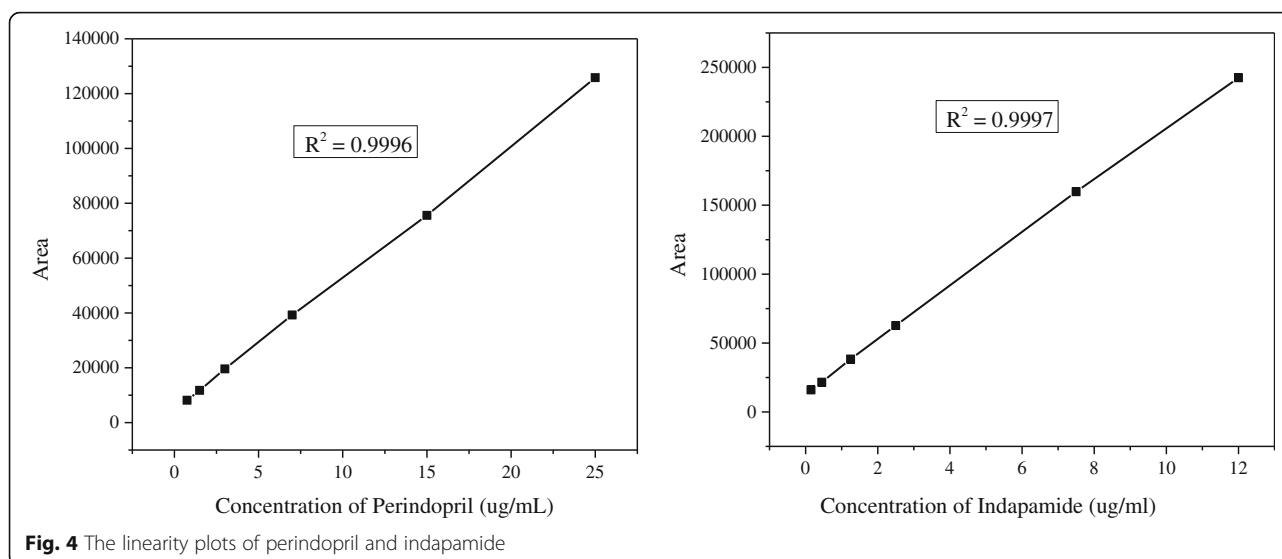 140000
120000
100000
80000
60000
40000
20000
0
Area
R² = 0.9996
0 5 10 15 20 25
Concentration of Perindopril (ug/mL)
250000
200000
150000
100000
50000
0
Area
R² = 0.9997
0 2 4 6 8 10 12
Concentration of Indapamide (ug/ml)
Fig. 4 The linearity plots of perindopril and indapamide